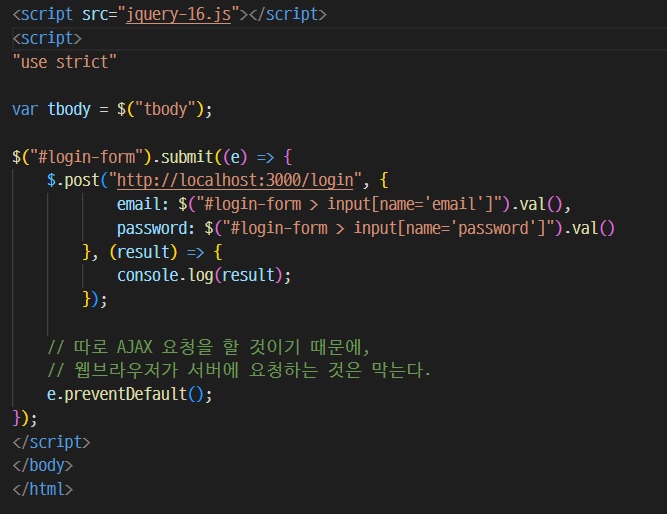 <script src="jquery-16.js"></script>
<script>
"use strict"
var tbody = $("tbody");
$("#login-form").submit((e) => {
$.post("http://localhost:3000/login", {
email: $("#login-form > input[name='email']").val(),
password: $("#login-form > input[name='password']").val()
}, (result) => {
console.log(result);
});
// 따로 AJAX 요청을 할 것이기 때문에,
// 웹브라우저가 서버에 요청하는 것은 막는다.
e.preventDefault();
});
</script>
</body>
</html>